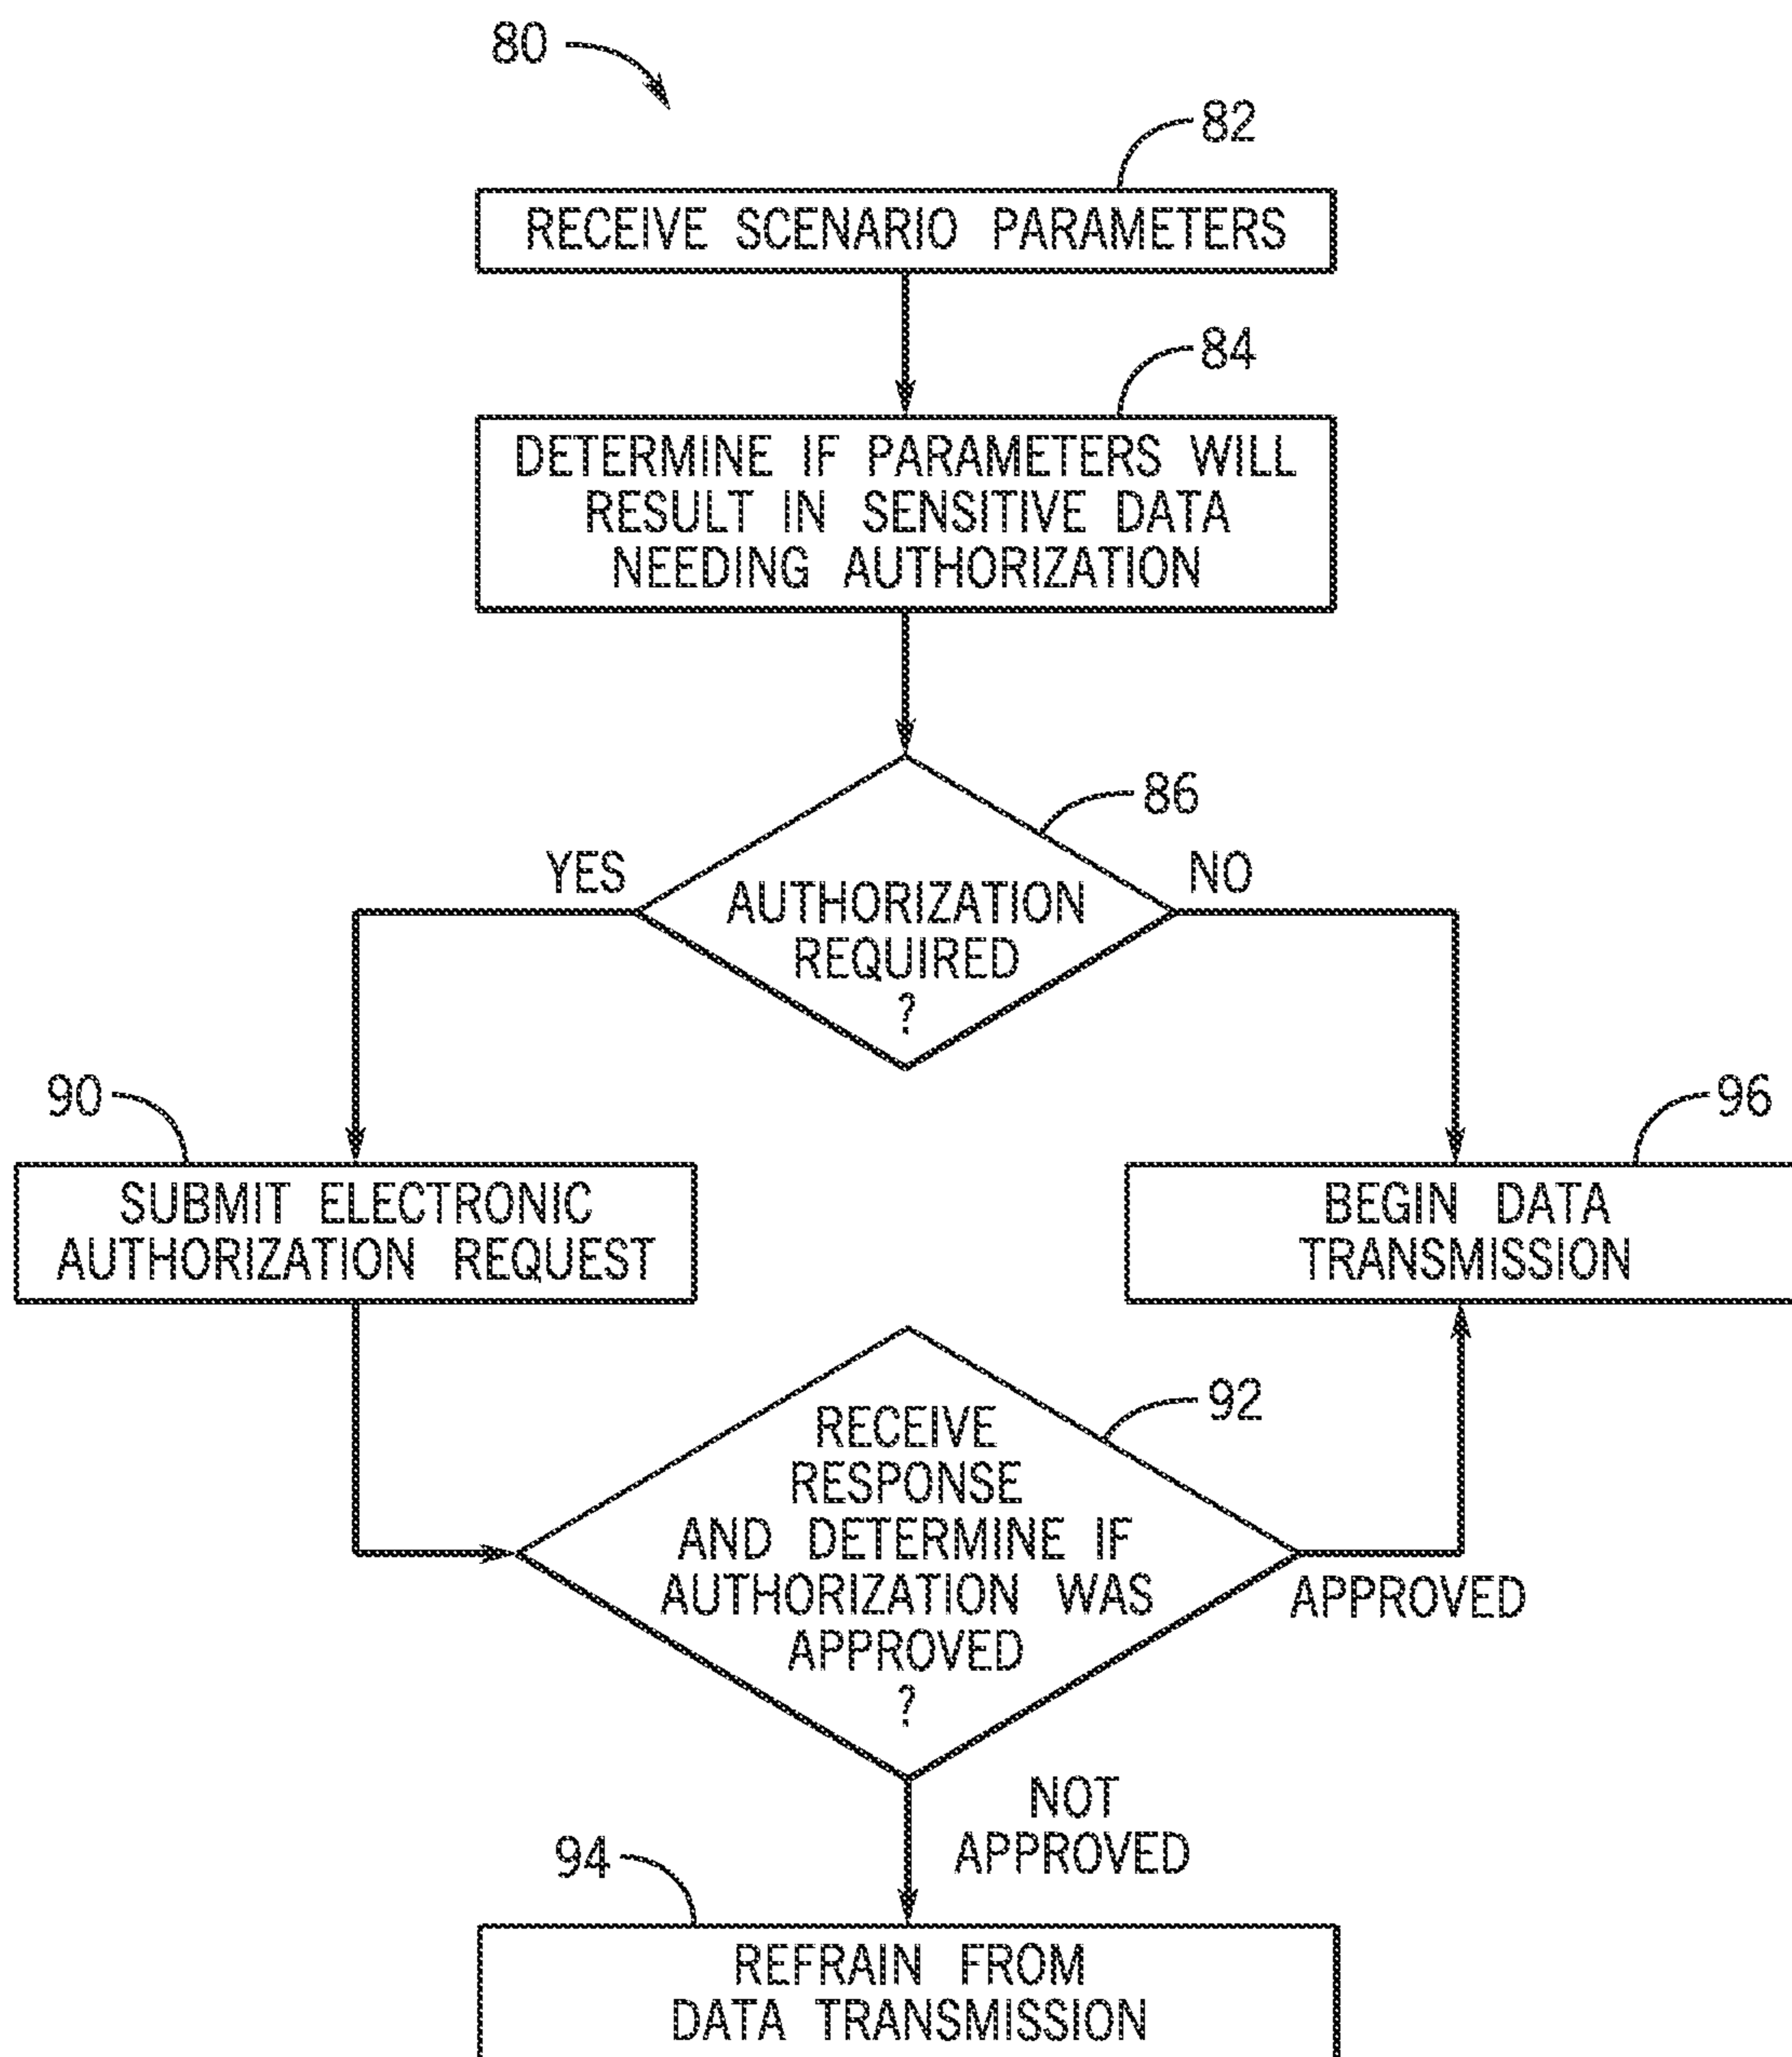 80
82
RECEIVE SCENARIO PARAMETERS
84
DETERMINE IF PARAMETERS WILL
RESULT IN SENSITIVE DATA
NEEDING AUTHORIZATION
86
YES
NO
AUTHORIZATION
REQUIRED
?
90
96
SUBMIT ELECTRONIC
AUTHORIZATION REQUEST
BEGIN DATA
TRANSMISSION
92
RECEIVE
RESPONSE
AND DETERMINE IF
AUTHORIZATION WAS
APPROVED
?
APPROVED
NOT
APPROVED
94
REFRAIN FROM
DATA TRANSMISSION